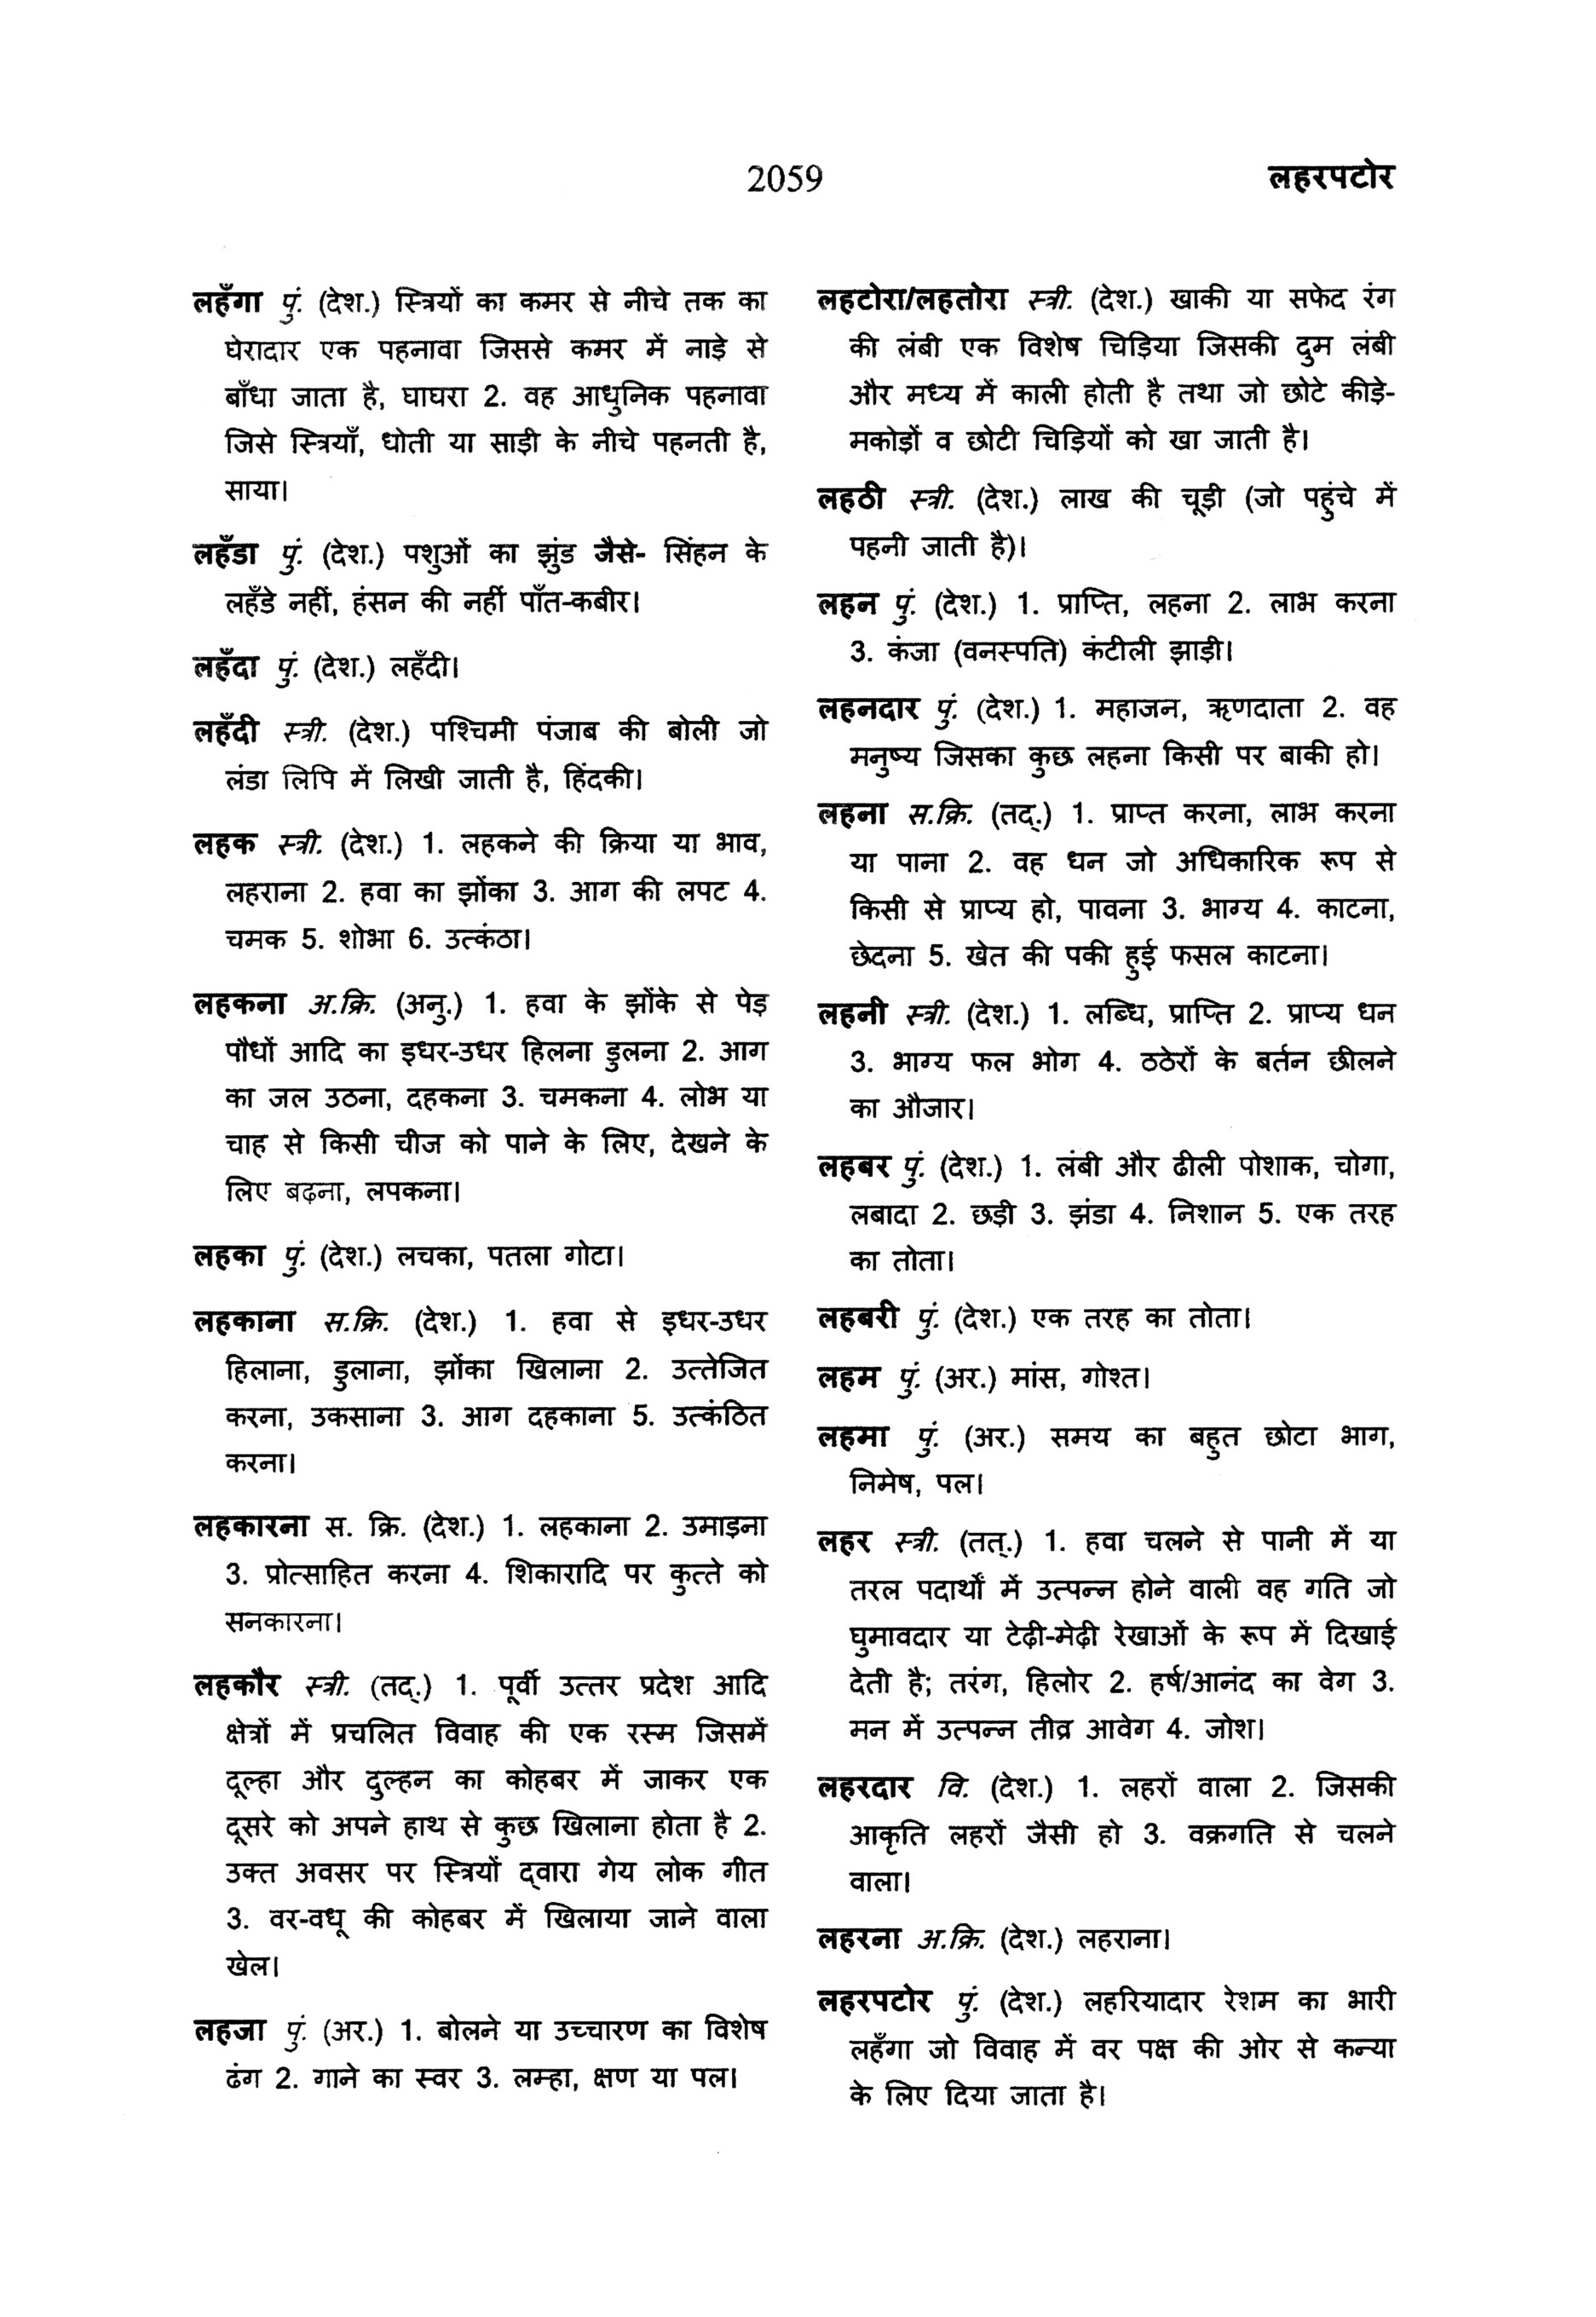 2059
लहरपटोर
लहँगा पुं. (देश.) स्त्रियों का कमर से नीचे तक का
घेरादार एक पहनावा जिससे कमर में नाड़े से
बाँधा जाता है, घाघरा 2. वह आधुनिक पहनावा
जिसे स्त्रियाँ, धोती या साड़ी के नीचे पहनती है,
साया।
लहँडा पुं. (देश.) पशुओं का झुंड जैसे- सिंहन के
लहँडे नहीं, हंसन की नहीं पाँत-कबीर।
लहँदा पुं. (देश.) लहँदी।
लहँदी स्त्री. (देश.) पश्चिमी पंजाब की बोली जो
लंडा लिपि में लिखी जाती है, हिंदकी।
लहक स्त्री. (देश.) 1. लहकने की क्रिया या भाव,
लहराना 2. हवा का झोंका 3. आग की लपट 4.
चमक 5. शोभा 6. उत्कंठा।
लहकना अ.क्रि. (अनु.) 1. हवा के झोंके से पेड़
पौधों आदि का इधर-उधर हिलना डुलना 2. आग
का जल उठना, दहकना 3. चमकना 4. लोभ या
चाह से किसी चीज को पाने के लिए, देखने के
लिए बढ़ना, लपकना।
लहका पुं. (देश.) लचका, पतला गोटा।
लहकाना स.क्रि. (देश.) 1. हवा से इधर-उधर
हिलाना, डुलाना, झोंका खिलाना 2. उत्तेजित
करना, उकसाना 3. आग दहकाना 5. उत्कंठित
करना।
लहकारना स. क्रि. (देश.) 1. लहकाना 2. उमाड़ना
3. प्रोत्साहित करना 4. शिकारादि पर कुत्ते को
सनकारना।
लहकौर स्त्री. (तद्.) 1. पूर्वी उत्तर प्रदेश आदि
क्षेत्रों में प्रचलित विवाह की एक रस्म जिसमें
दूल्हा और दुल्हन का कोहबर में जाकर एक
दूसरे को अपने हाथ से कुछ खिलाना होता है 2.
उक्त अवसर पर स्त्रियों द्वारा गेय लोक गीत
3. वर-वधू की कोहबर में खिलाया जाने वाला
खेल।
लहजा पुं. (अर.) 1. बोलने या उच्चारण का विशेष
ढंग 2. गाने का स्वर 3. लम्हा, क्षण या पल।
लहटोरा/लहतोरा स्त्री. (देश.) खाकी या सफेद रंग
की लंबी एक विशेष चिड़िया जिसकी दुम लंबी
और मध्य में काली होती है तथा जो छोटे कीड़े-
मकोड़ों व छोटी चिड़ियों को खा जाती है।
लहठी स्त्री. (देश.) लाख की चूड़ी (जो पहुंचे में
पहनी जाती है)।
लहन पुं. (देश.) 1. प्राप्ति, लहना 2. लाभ करना
3. कंजा (वनस्पति) कंटीली झाड़ी।
लहनदार पुं. (देश.) 1. महाजन, ऋणदाता 2. वह
मनुष्य जिसका कुछ लहना किसी पर बाकी हो।
लहना स.क्रि. (तद्.) 1. प्राप्त करना, लाभ करना
या पाना 2. वह धन जो अधिकारिक रूप से
किसी से प्राप्य हो, पावना 3. भाग्य 4. काटना,
छेदना 5. खेत की पकी हुई फसल काटना।
लहनी स्त्री. (देश.) 1. लब्धि, प्राप्ति 2. प्राप्य धन
3. भाग्य फल भोग 4. ठठेरों के बर्तन छीलने
का औजार।
लहबर पुं. (देश.) 1. लंबी और ढीली पोशाक, चोगा,
लबादा 2. छड़ी 3. झंडा 4. निशान 5. एक तरह
का तोता।
लहबरी पुं. (देश.) एक तरह का तोता।
लहम पुं. (अर.) मांस, गोश्त।
लहमा पुं. (अर.) समय का बहुत छोटा भाग,
निमेष, पल।
लहर स्त्री. (तत्.) 1. हवा चलने से पानी में या
तरल पदार्थों में उत्पन्न होने वाली वह गति जो
घुमावदार या टेढ़ी-मेढ़ी रेखाओं के रूप में दिखाई
देती है; तरंग, हिलोर 2. हर्ष/आनंद का वेग 3.
मन में उत्पन्न तीव्र आवेग 4. जोश।
लहरदार वि. (देश.) 1. लहरों वाला 2. जिसकी
आकृति लहरों जैसी हो 3. वक्रगति से चलने
वाला।
लहरना अ.क्रि. (देश.) लहराना।
लहरपटोर पुं. (देश.) लहरियादार रेशम का भारी
लहँगा जो विवाह में वर पक्ष की ओर से कन्या
के लिए दिया जाता है।